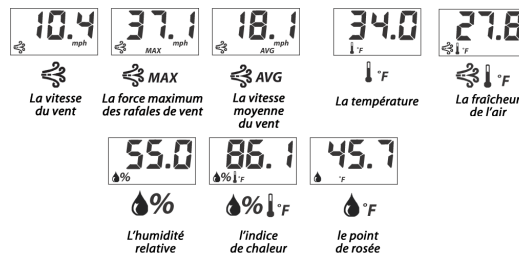 10.4 mph
37.1 mph
MAX
18.1 mph
AVG
34.0
°F
27.8
°F
MAX
AVG
°F
°F
La vitesse
du vent
La force maximum
des rafales de vent
La vitesse
moyenne
du vent
La température
La fraîcheur
de l'air
55.0
%
86.1
% °F
45.7
°F
%
% °F
°F
L'humidité
relative
l'indice
de chaleur
le point
de rosée